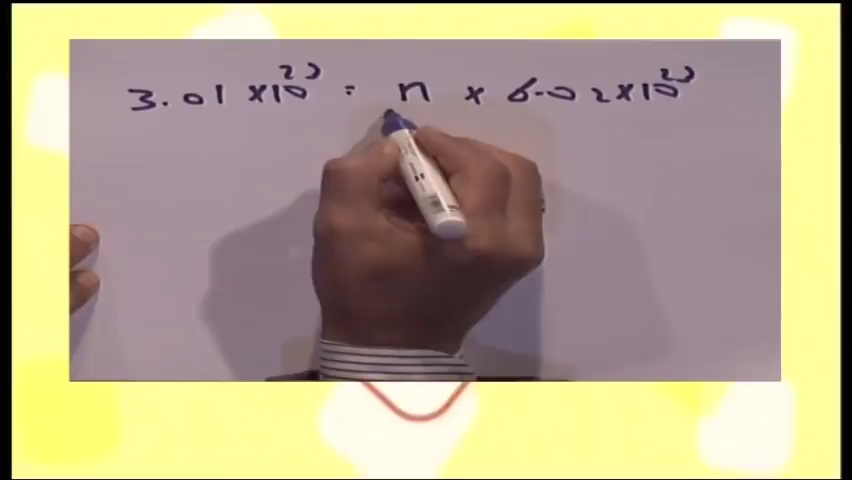 3.01 × 10²³ = n × 6.02 × 10²³